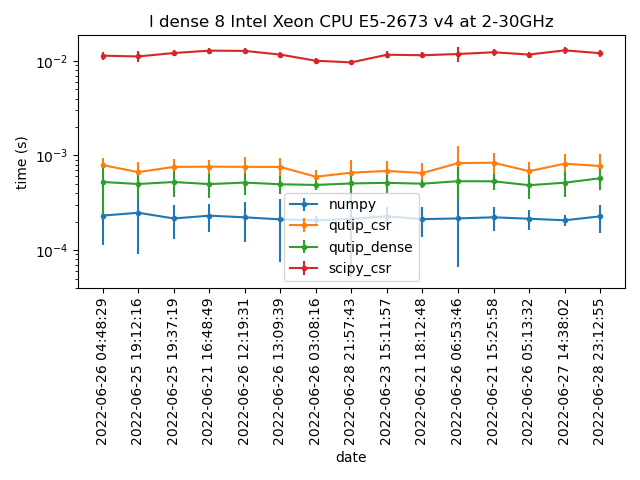 I dense 8 Intel Xeon CPU E5-2673 v4 at 2-30GHz
time (s)
10⁻²
10⁻³
10⁻⁴
numpy
qutip_csr
qutip_dense
scipy_csr
2022-06-26 04:48:29
2022-06-25 19:12:16
2022-06-25 19:37:19
2022-06-21 16:48:49
2022-06-26 12:19:31
2022-06-26 13:09:39
2022-06-26 03:08:16
2022-06-28 21:57:43
2022-06-23 15:11:57
2022-06-21 18:12:48
2022-06-26 06:53:46
2022-06-21 15:25:58
2022-06-26 05:13:32
2022-06-27 14:38:02
2022-06-28 23:12:55
date